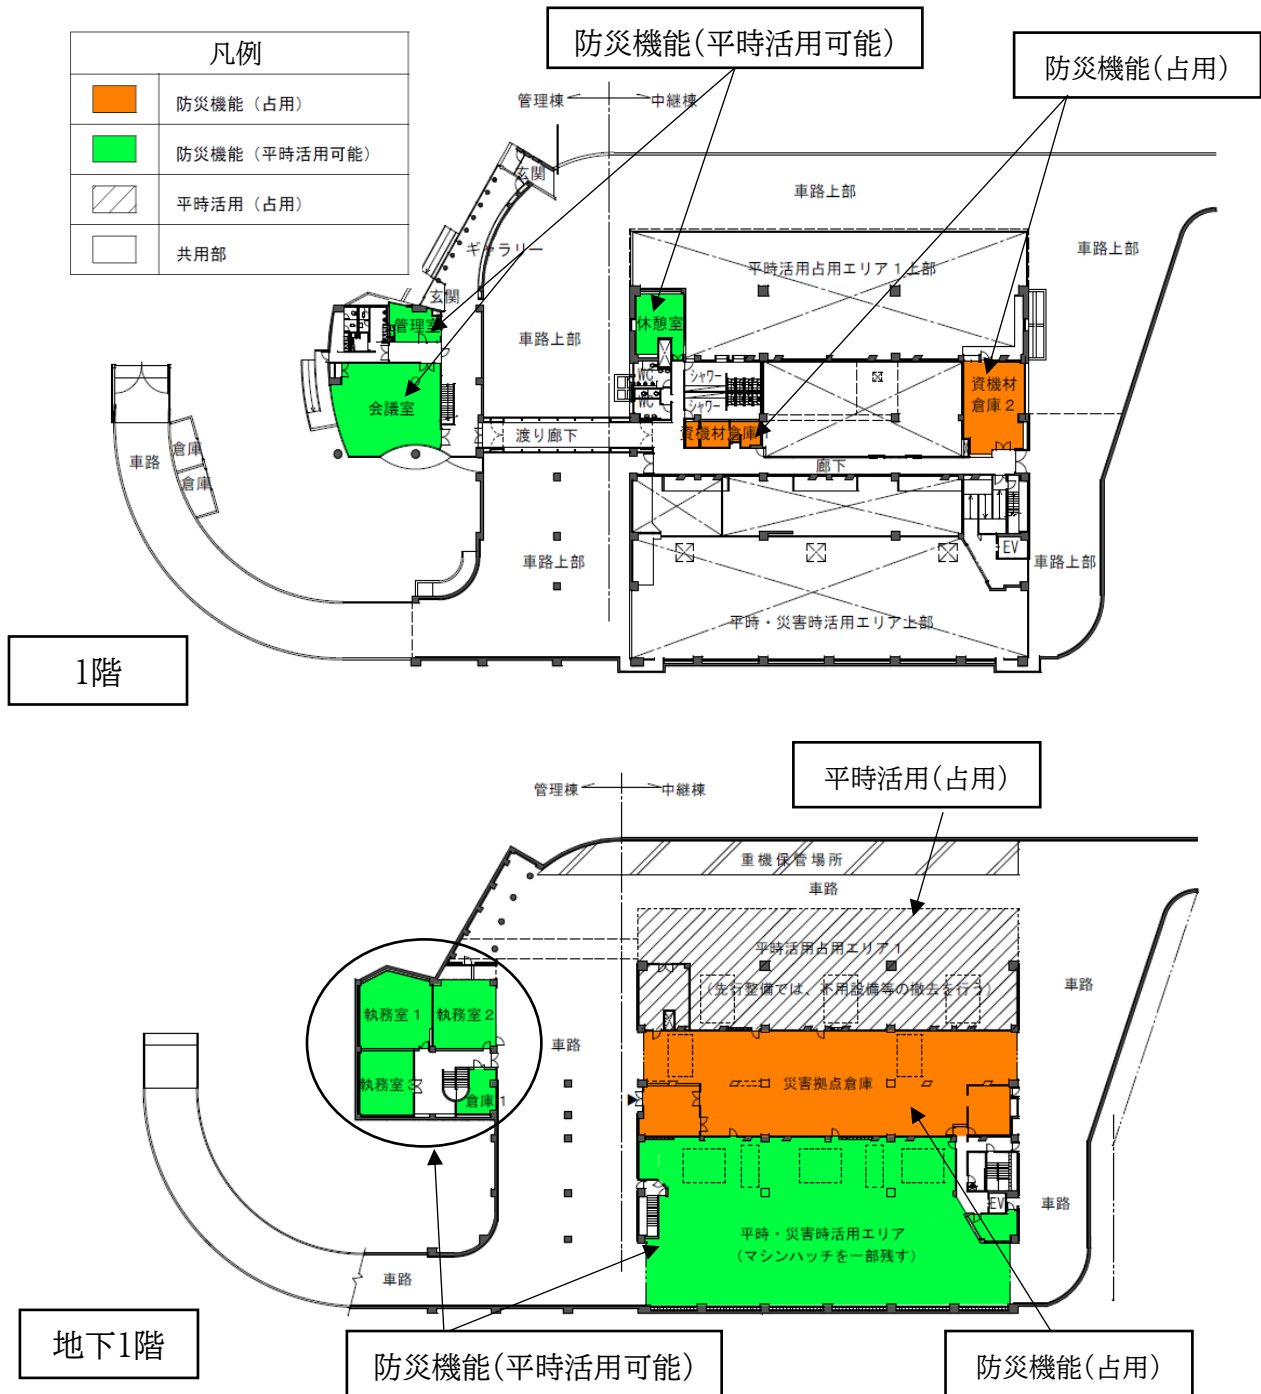 防災機能(平時活用可能)
防災機能(占用)
凡例
防災機能（占用）
防災機能（平時活用可能）
平時活用（占用）
共用部
管理棟
中継棟
玄関
車路上部
ギャラリー
車路上部
平時活用占用エリア１上部
玄関
管理室
休憩室
車路上部
WC
シャワー
資機材
倉庫２
会議室
WC
シャワー
渡り廊下
資機材倉庫1
廊下
倉庫
車路
倉庫
EV
車路上部
車路上部
平時・災害時活用エリア上部
1階
平時活用(占用)
管理棟
中継棟
重機保管場所
車路
平時活用占用エリア１
(先行整備では、不用設備等の撤去を行う)
車路
執務室１
執務室２
車路
執務室３
倉庫１
災害拠点倉庫
EV
車路
平時・災害時活用エリア
(マシンハッチを一部残す)
車路
地下1階
防災機能(平時活用可能)
防災機能(占用)